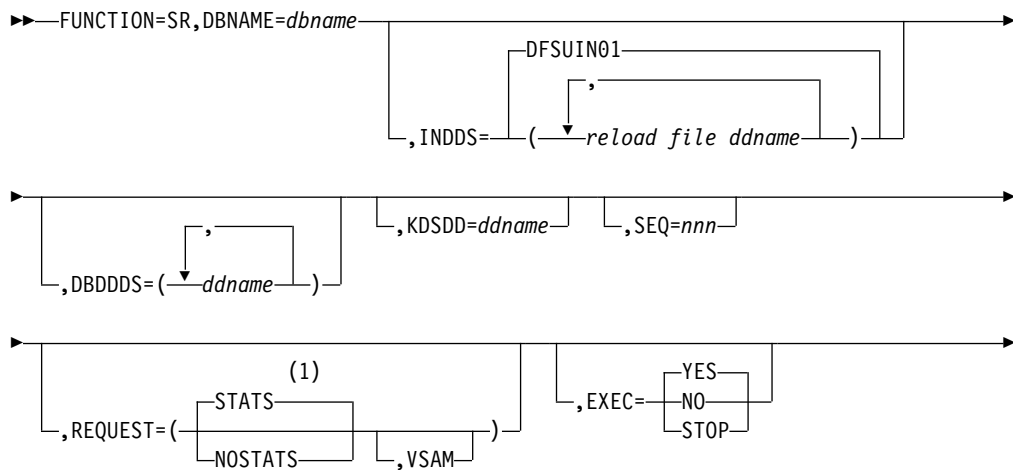 FUNCTION=SR,DBNAME=dbname
DFSUIN01
,
,INDDS= ( reload file ddname )
,KDSDD=ddname ,SEQ=nnn
,
,DBDDDS=( ddname )
(1)
STATS YES
,REQUEST=( ) ,EXEC= NO
NOSTATS ,VSAM STOP